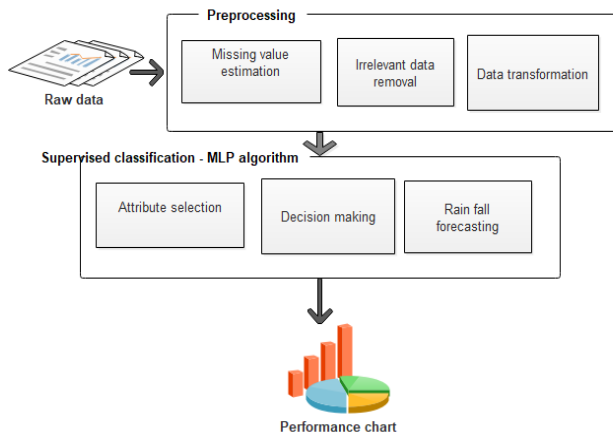 Preprocessing
Missing value
estimation
Irrelevant data
removal
Data transformation
Raw data
Supervised classification - MLP algorithm
Attribute selection
Decision making
Rain fall
forecasting
Performance chart